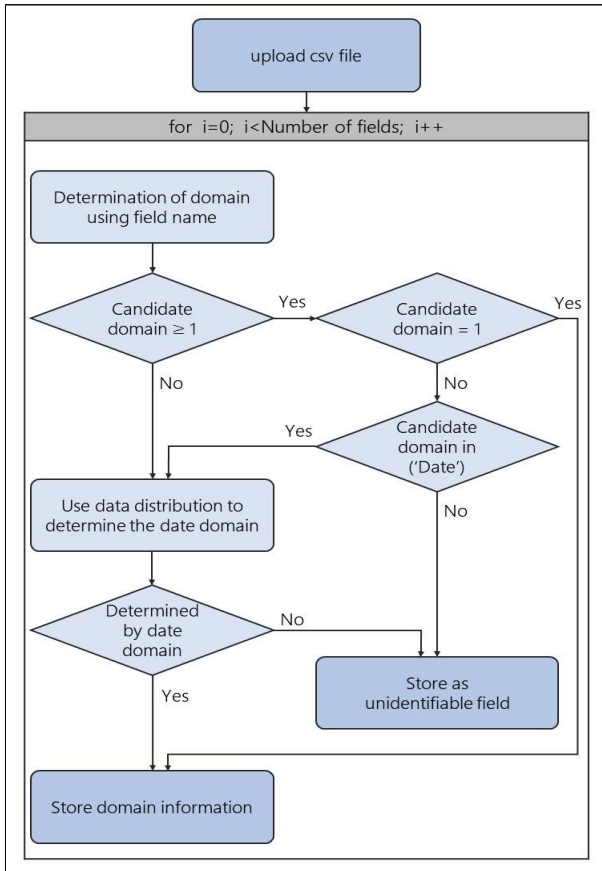 upload csv file
for i=0; i<Number of fields; i++
Determination of domain
using field name
Candidate
domain ≥ 1
Yes
Candidate
domain = 1
Yes
No
No
Candidate
domain in
('Date')
Yes
Use data distribution to
determine the date domain
No
Determined
by date
domain
No
Store as
unidentifiable field
Yes
Store domain information